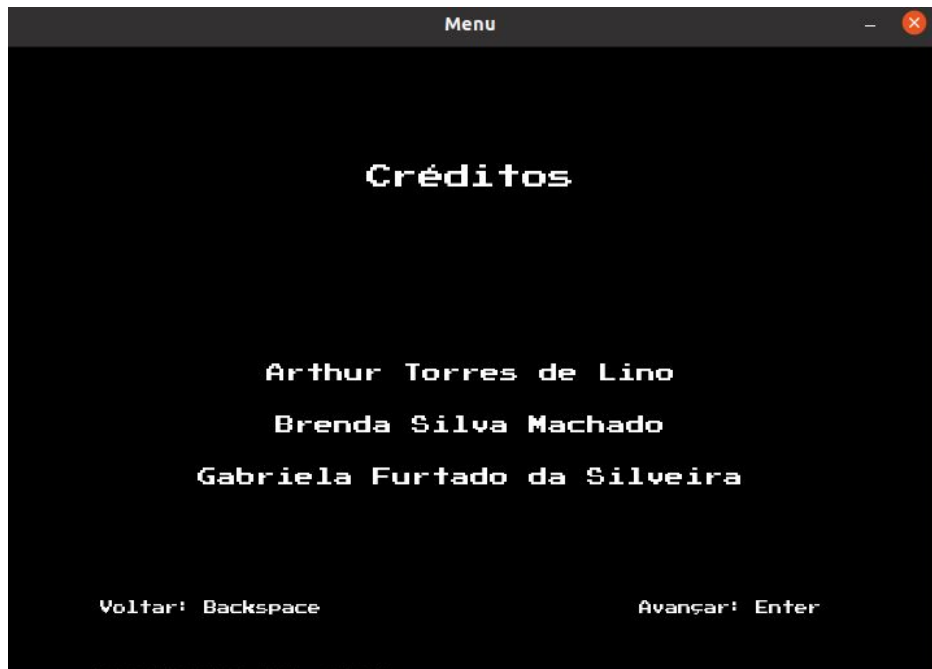 Menu
Créditos
Arthur Torres de Lino
Brenda Silva Machado
Gabriela Furtado da Silveira
Voltar: Backspace
Avançar: Enter